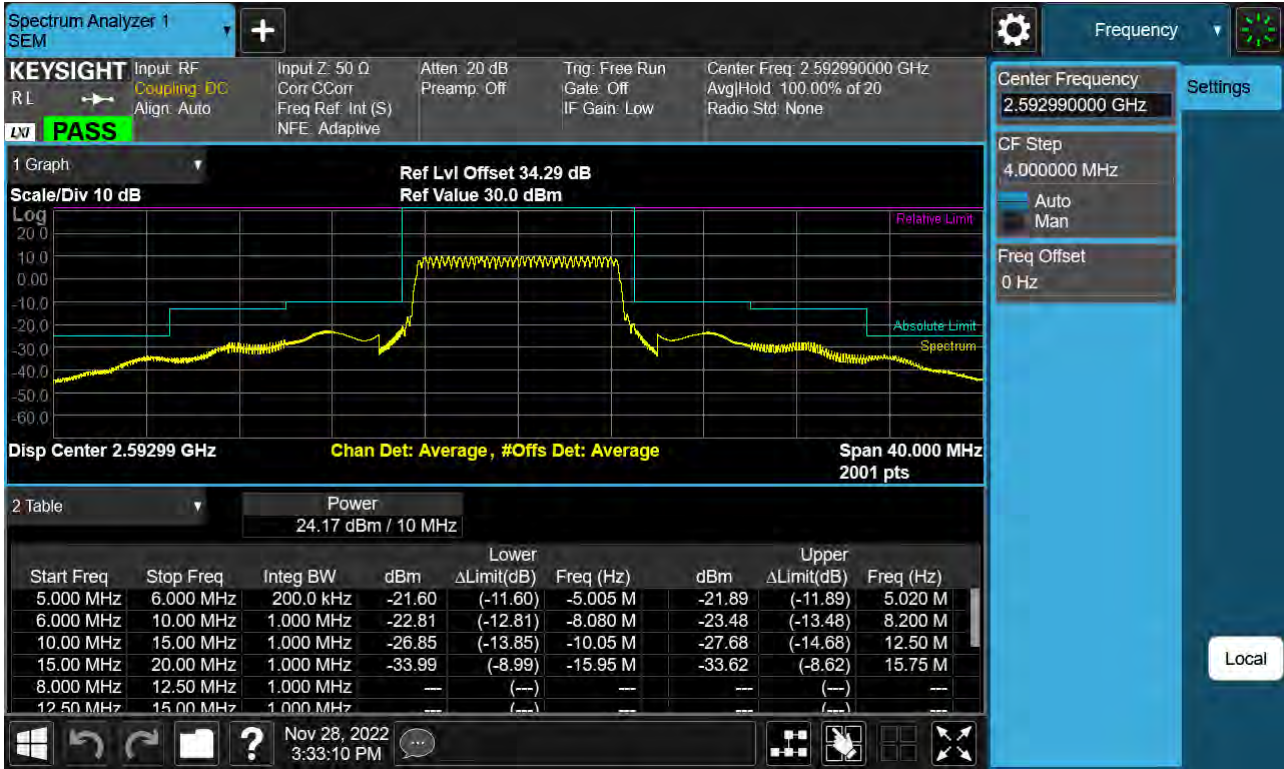 Spectrum Analyzer 1
SEM
+
Frequency
KEYSIGHT
R L
LXI
PASS
Input: RF
Coupling: DC
Align: Auto
Input Z: 50 Ω
Corr CCorr
Freq Ref: Int (S)
NFE: Adaptive
Atten: 20 dB
Preamp: Off
Trig: Free Run
Gate: Off
IF Gain: Low
Center Freq: 2.592990000 GHz
Avg|Hold: 100.00% of 20
Radio Std: None
Center Frequency
2.592990000 GHz
Settings
CF Step
4.000000 MHz
Auto
Man
Freq Offset
0 Hz
Local
1 Graph
Scale/Div 10 dB
Ref Lvl Offset 34.29 dB
Ref Value 30.0 dBm
Log
20.0
10.0
0.00
-10.0
-20.0
-30.0
-40.0
-50.0
-60.0
Relative Limit
Absolute Limit
Spectrum
Disp Center 2.59299 GHz Chan Det: Average , #Offs Det: Average Span 40.000 MHz
2001 pts
2 Table
Power
24.17 dBm / 10 MHz
Lower Upper
Start Freq Stop Freq Integ BW dBm ΔLimit(dB) Freq (Hz) dBm ΔLimit(dB) Freq (Hz)
5.000 MHz 6.000 MHz 200.0 kHz -21.60 (-11.60) -5.005 M -21.89 (-11.89) 5.020 M
6.000 MHz 10.00 MHz 1.000 MHz -22.81 (-12.81) -8.080 M -23.48 (-13.48) 8.200 M
10.00 MHz 15.00 MHz 1.000 MHz -26.85 (-13.85) -10.05 M -27.68 (-14.68) 12.50 M
15.00 MHz 20.00 MHz 1.000 MHz -33.99 (-8.99) -15.95 M -33.62 (-8.62) 15.75 M
8.000 MHz 12.50 MHz 1.000 MHz --- (---) --- --- (---) ---
12.50 MHz 15.00 MHz 1.000 MHz --- (---) --- --- (---) ---
? Nov 28, 2022
3:33:10 PM